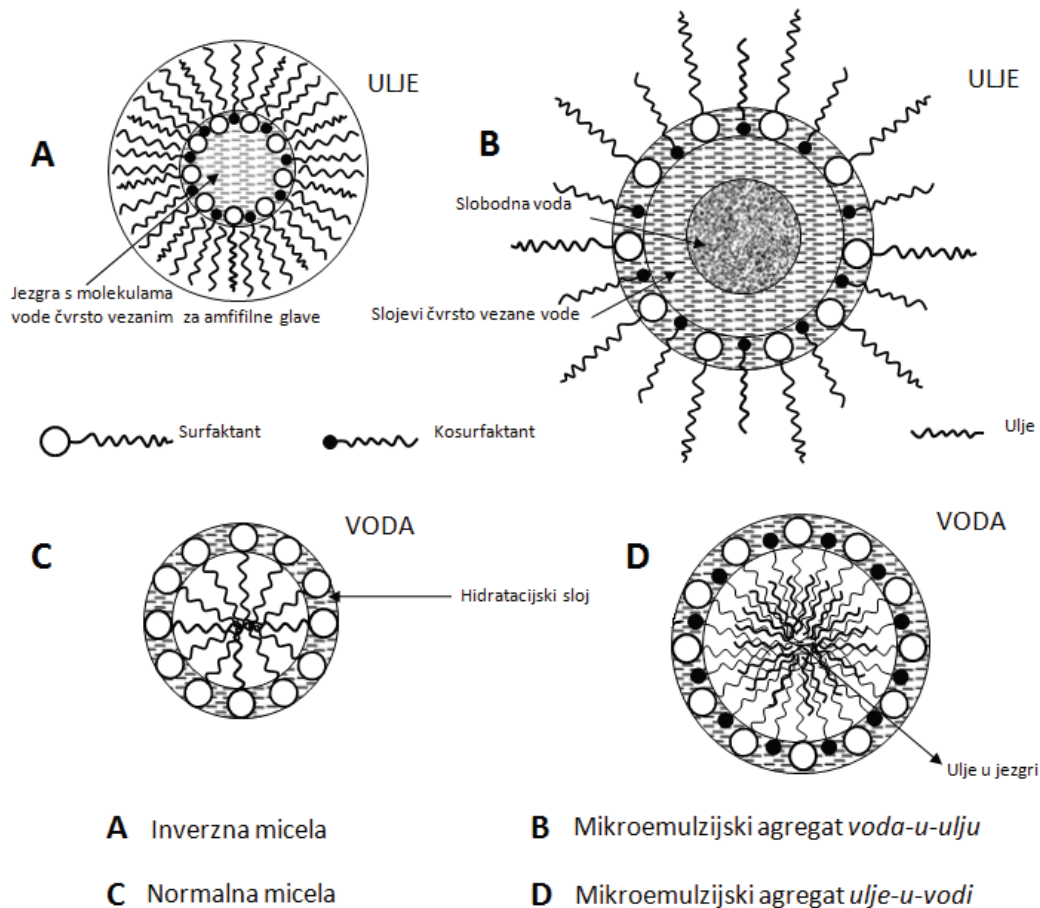 ULJE
A
Jezgra s molekulama
vode čvrsto vezanim za amfifilne glave
ULJE
B
Slobodna voda
Slojevi čvrsto vezane vode
Surfaktant
Kosurfaktant
Ulje
VODA
C
Hidratacijski sloj
VODA
D
Ulje u jezgri
A Inverzna micela
B Mikroemulzijski agregat voda-u-ulju
C Normalna micela
D Mikroemulzijski agregat ulje-u-vodi